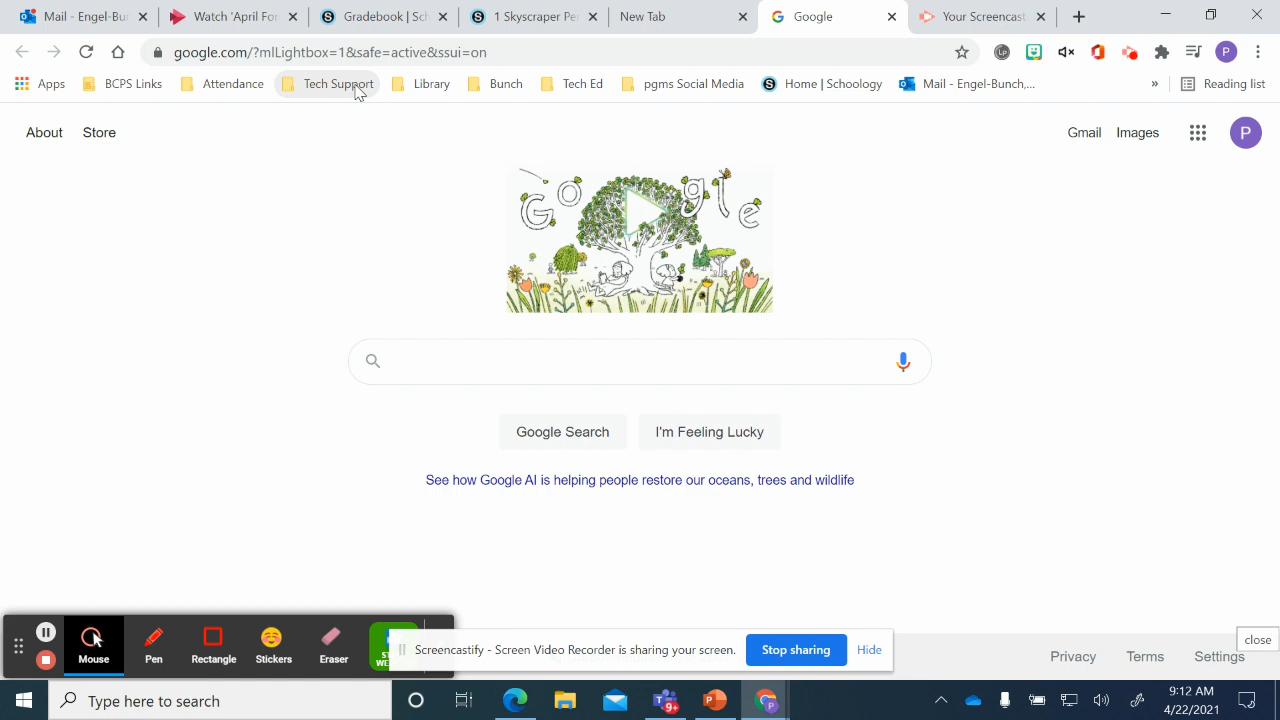 Mail - Engel-Bun
Watch 'April For
Gradebook | Sch
1 Skyscraper Per
New Tab
Google
Your Screencast
google.com/?mlLightbox=1&safe=active&ssui=on
Lp
P
Apps
BCPS Links
Attendance
Tech Support
Library
Bunch
Tech Ed
pgms Social Media
Home | Schoology
Mail - Engel-Bunch,...
»
Reading list
About
Store
Gmail
Images
P
Google
Google Search
I'm Feeling Lucky
See how Google AI is helping people restore our oceans, trees and wildlife
close
Mouse
Pen
Rectangle
Stickers
Eraser
Screencastify - Screen Video Recorder is sharing your screen.
Stop sharing
Hide
Privacy
Terms
Settings
Type here to search
9+
9:12 AM
4/22/2021